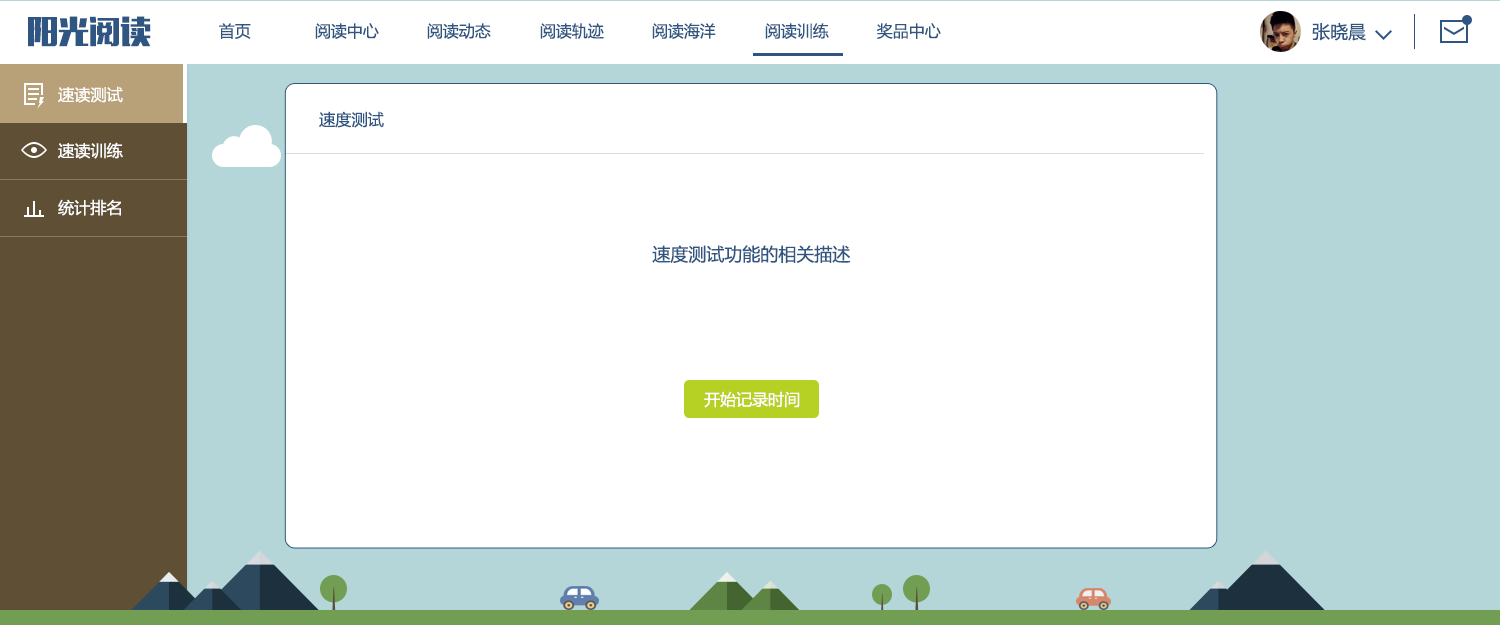 阳光阅读
首页
阅读中心
阅读动态
阅读轨迹
阅读海洋
阅读训练
奖品中心
张晓晨
速读测试
速读训练
统计排名
速度测试
速度测试功能的相关描述
开始记录时间